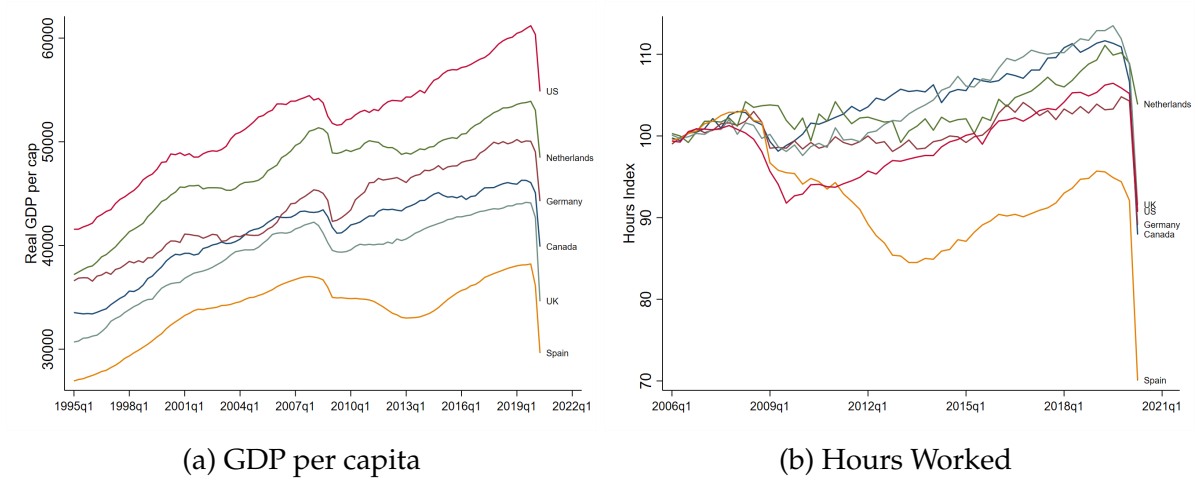 Real GDP per cap
60000
50000
40000
30000
US
Netherlands
Germany
Canada
UK
Spain
1995q1 1998q1 2001q1 2004q1 2007q1 2010q1 2013q1 2016q1 2019q1 2022q1
(a) GDP per capita
Hours Index
110
100
90
80
70
Netherlands
UK
US
Germany
Canada
Spain
2006q1 2009q1 2012q1 2015q1 2018q1 2021q1
(b) Hours Worked